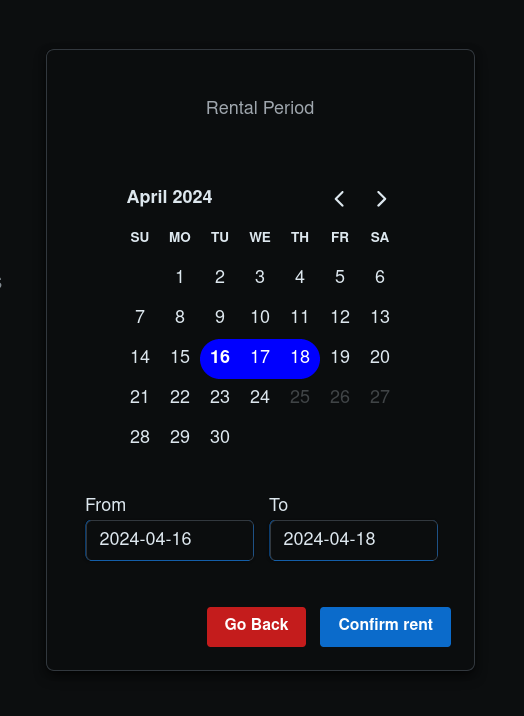 Rental Period
April 2024
SU MO TU WE TH FR SA
1 2 3 4 5 6
7 8 9 10 11 12 13
14 15 16 17 18 19 20
21 22 23 24 25 26 27
28 29 30
From To
2024-04-16 2024-04-18
Go Back Confirm rent